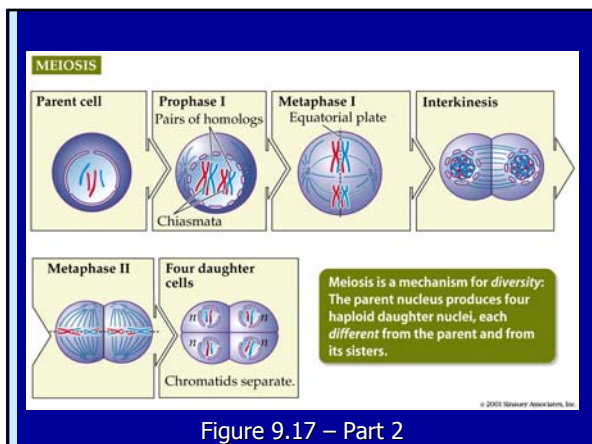 MEIOSIS
Parent cell
Prophase I
Pairs of homologs
Chiasmata
Metaphase I
Equatorial plate
Interkinesis
Metaphase II
Four daughter
cells
n
n
n
n
Chromatids separate.
Meiosis is a mechanism for diversity:
The parent nucleus produces four
haploid daughter nuclei, each
different from the parent and from
its sisters.
© 2001 Sinauer Associates, Inc.
Figure 9.17 – Part 2